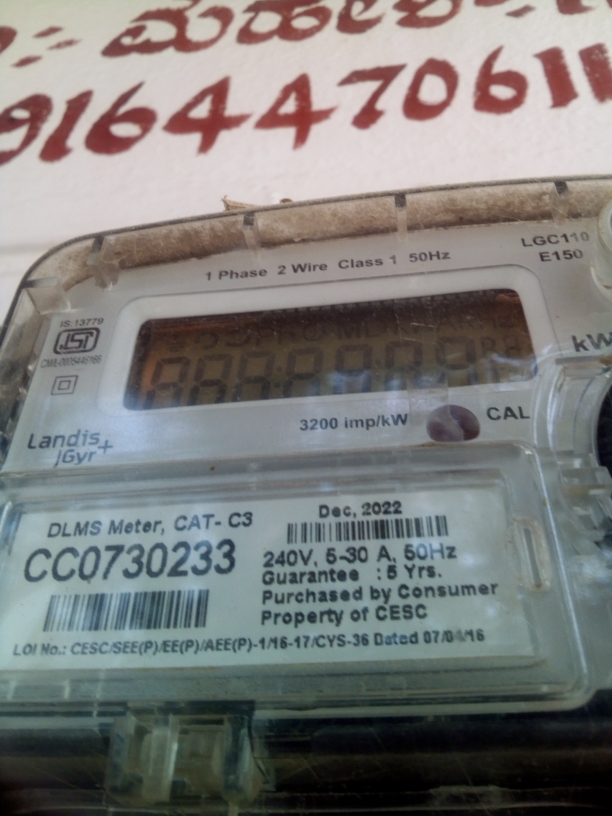 ಮಹೇಶ
9164470611
1 Phase 2 Wire Class 1 50Hz
LGC110
E150
IS:13779
ISI
kW
3200 imp/kW
CAL
Landis
Gyr+
DLMS Meter, CAT- C3
CC0730233
Dec, 2022
240V, 5-30 A, 50Hz
Guarantee : 5 Yrs.
Purchased by Consumer
Property of CESC
LOI No.: CESC/SEE(P)/EE(P)/AEE(P)-1/16-17/CYS-36 Dated 07/04/16